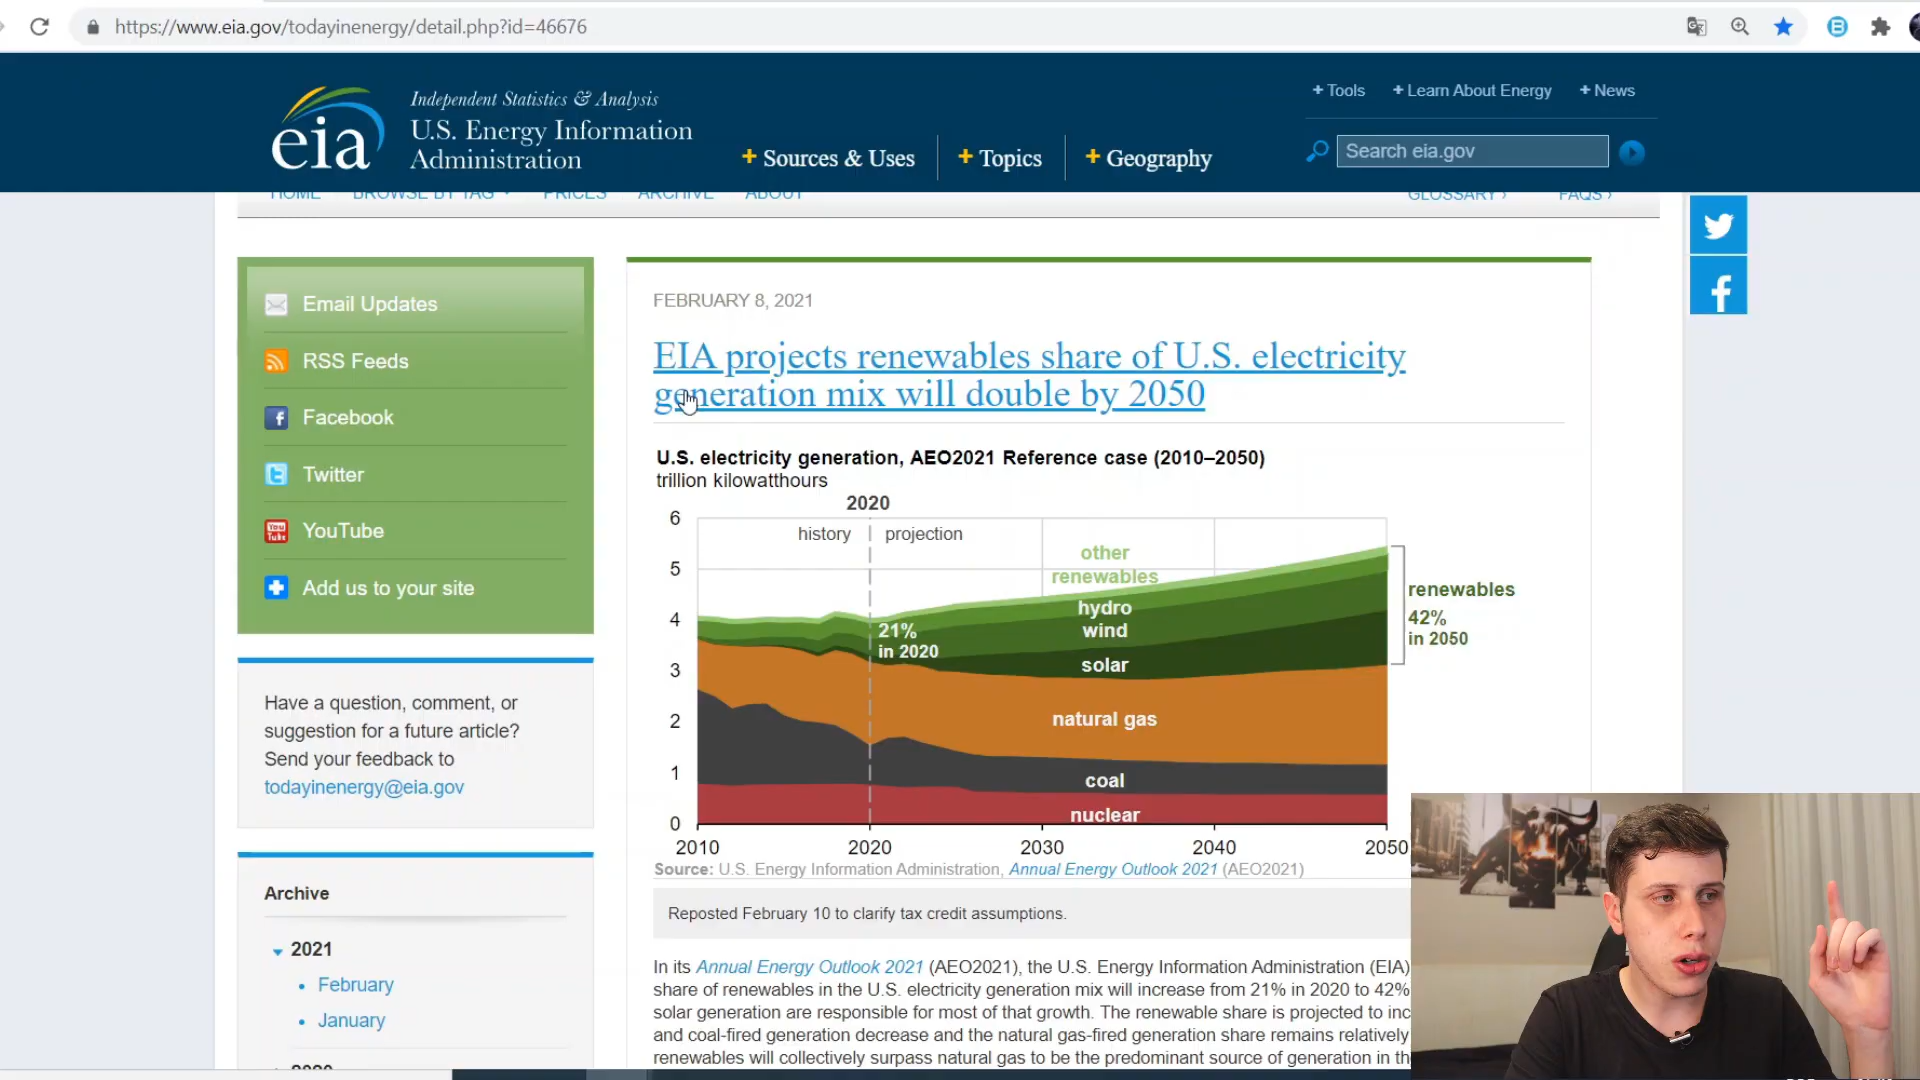 https://www.eia.gov/todayinenergy/detail.php?id=46676
eia
Independent Statistics & Analysis
U.S. Energy Information
Administration
+ Sources & Uses
+ Topics
+ Geography
+ Tools
+ Learn About Energy
+ News
Search eia.gov
HOME
BROWSE BY TAG
PRICES
ARCHIVE
ABOUT
GLOSSARY ›
FAQS ›
Email Updates
RSS Feeds
Facebook
Twitter
YouTube
Add us to your site
Have a question, comment, or
suggestion for a future article?
Send your feedback to
todayinenergy@eia.gov
Archive
2021
February
January
FEBRUARY 8, 2021
EIA projects renewables share of U.S. electricity
generation mix will double by 2050
U.S. electricity generation, AEO2021 Reference case (2010–2050)
trillion kilowatthours
2020
history
projection
6
5
4
3
2
1
0
other
renewables
hydro
wind
solar
natural gas
coal
nuclear
21%
in 2020
renewables
42%
in 2050
2010
2020
2030
2040
2050
Source: U.S. Energy Information Administration, Annual Energy Outlook 2021 (AEO2021)
Reposted February 10 to clarify tax credit assumptions.
In its Annual Energy Outlook 2021 (AEO2021), the U.S. Energy Information Administration (EIA)
share of renewables in the U.S. electricity generation mix will increase from 21% in 2020 to 42%
solar generation are responsible for most of that growth. The renewable share is projected to inc
and coal-fired generation decrease and the natural gas-fired generation share remains relatively
renewables will collectively surpass natural gas to be the predominant source of generation in th